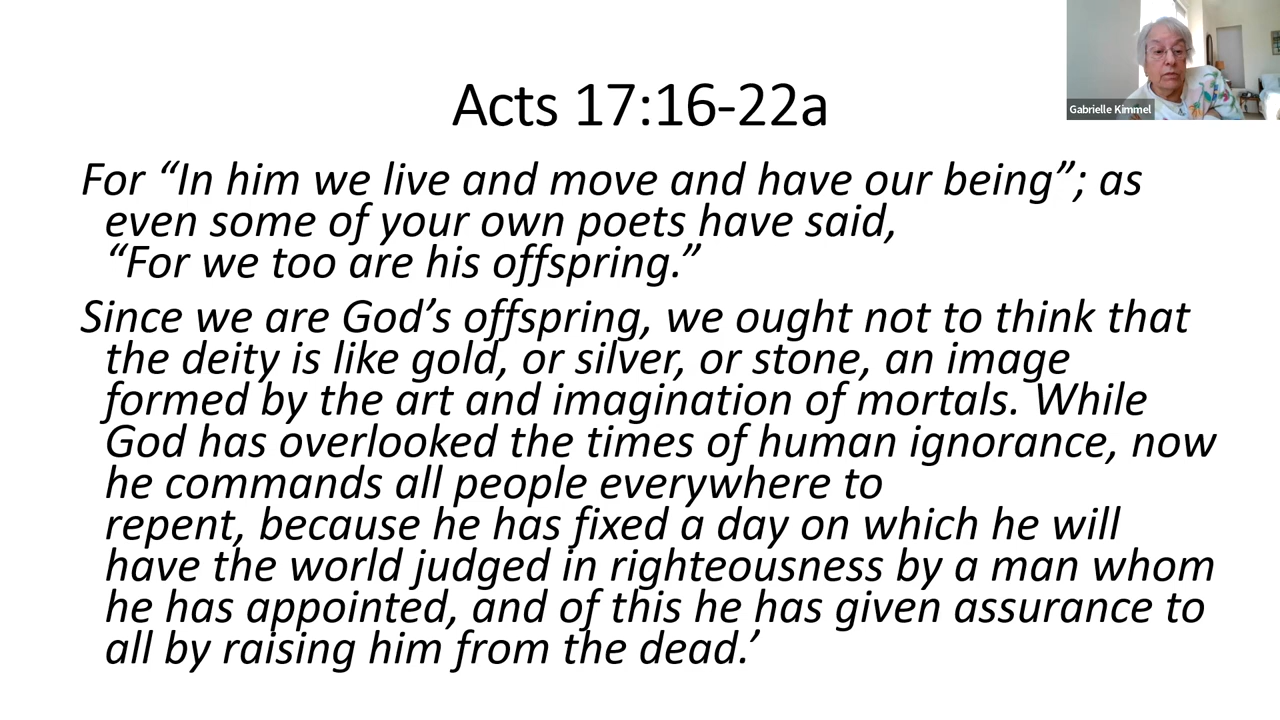 Acts 17:16-22a
Gabrielle Kimmel
For “In him we live and move and have our being”; as
even some of your own poets have said,
“For we too are his offspring.”
Since we are God’s offspring, we ought not to think that
the deity is like gold, or silver, or stone, an image
formed by the art and imagination of mortals. While
God has overlooked the times of human ignorance, now
he commands all people everywhere to
repent, because he has fixed a day on which he will
have the world judged in righteousness by a man whom
he has appointed, and of this he has given assurance to
all by raising him from the dead.’